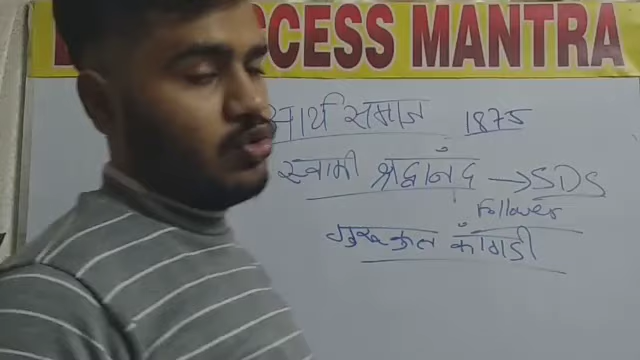 CCESS MANTRA
आर्य समाज 1875
स्वामी श्रद्धानंद → SDS
Follower
गुरूकुल कांगडी